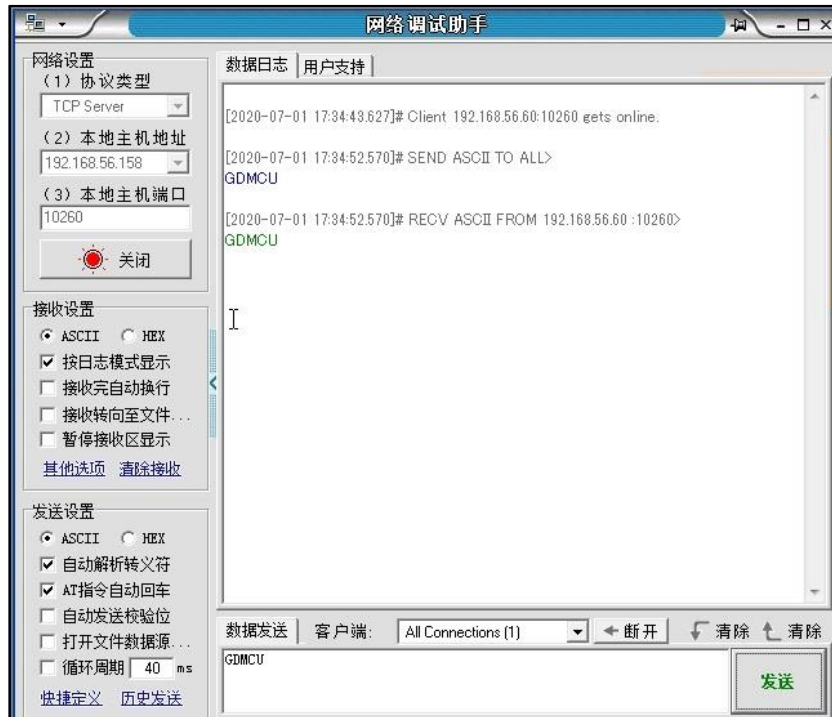 网络调试助手
网络设置
(1) 协议类型
TCP Server
(2) 本地主机地址
192.168.56.158
(3) 本地主机端口
10260
关闭
接收设置
ASCII HEX
按日志模式显示
接收完自动换行
接收转向至文件...
暂停接收区显示
其他选项 清除接收
发送设置
ASCII HEX
自动解析转义符
AT指令自动回车
自动发送校验位
打开文件数据源...
循环周期 40 ms
快捷定义 历史发送
数据日志 用户支持
[2020-07-01 17:34:43.627]# Client 192.168.56.60:10260 gets online.
[2020-07-01 17:34:52.570]# SEND ASCII TO ALL>
GDMCU
[2020-07-01 17:34:52.570]# RECV ASCII FROM 192.168.56.60 :10260>
GDMCU
数据发送 客户端: All Connections (1) 断开 清除 清除
GDMCU
发送